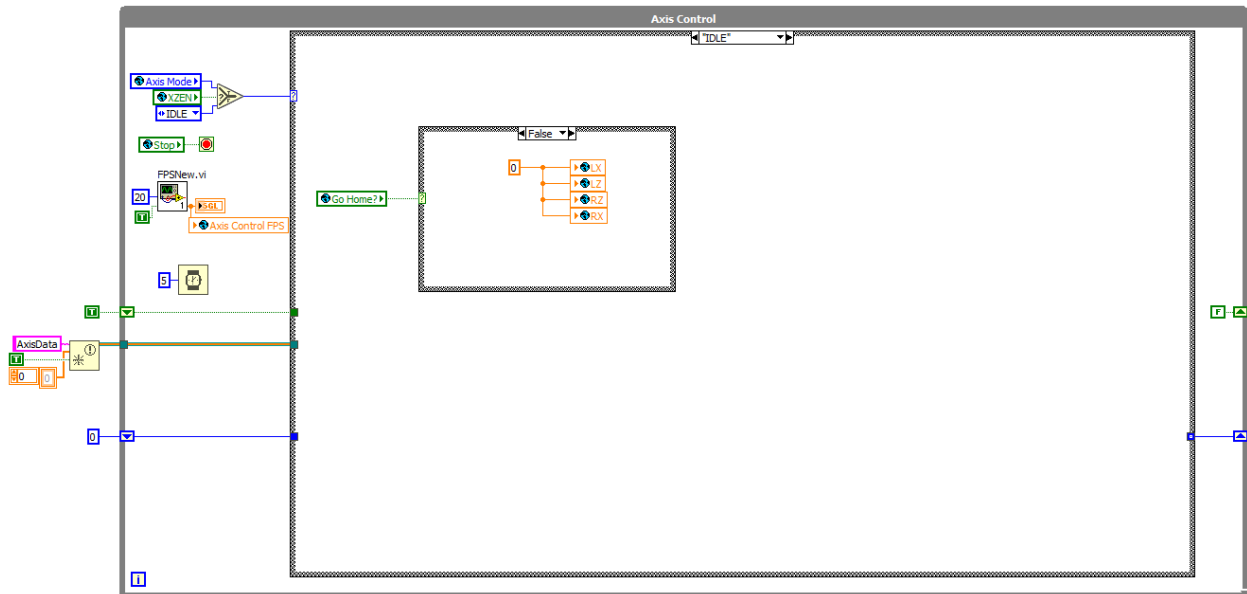 Axis Control
"IDLE"
Axis Mode
XZEN
IDLE
Stop
FPSNew.vi
20
1
T
SGL
Axis Control FPS
5
False
0
LX
LZ
RZ
RX
Go Home?
?
?
?
T
F
AxisData
T
0
0
0
i